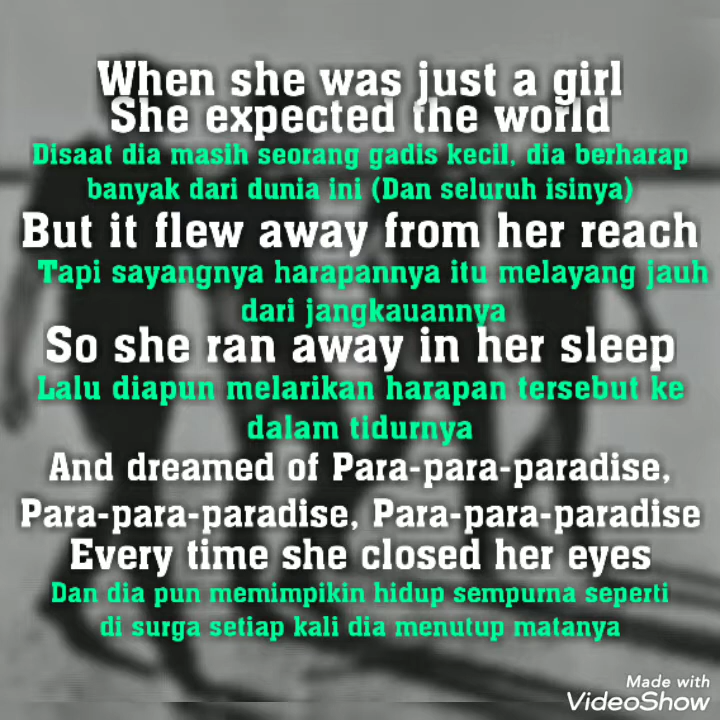 When she was just a girl
She expected the world
Disaat dia masih seorang gadis kecil, dia berharap
banyak dari dunia ini (Dan seluruh isinya)
But it flew away from her reach
Tapi sayangnya harapannya itu melayang jauh
dari jangkauannya
So she ran away in her sleep
Lalu diapun melarikan harapan tersebut ke
dalam tidurnya
And dreamed of Para-para-paradise,
Para-para-paradise, Para-para-paradise
Every time she closed her eyes
Dan dia pun memimpikin hidup sempurna seperti
di surga setiap kali dia menutup matanya
Made with
VideoShow